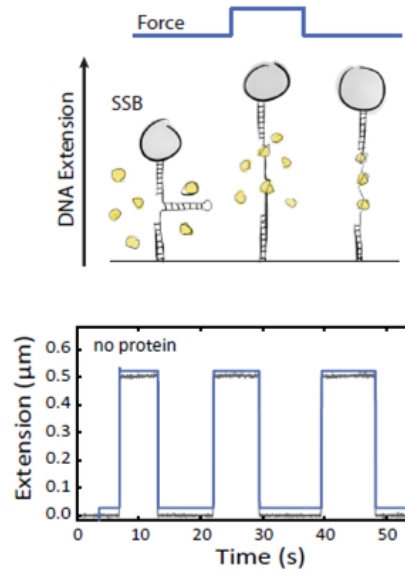 Force
SSB
DNA Extension
no protein
Extension (µm)
0.6
0.5
0.4
0.3
0.2
0.1
0.0
0 10 20 30 40 50
Time (s)